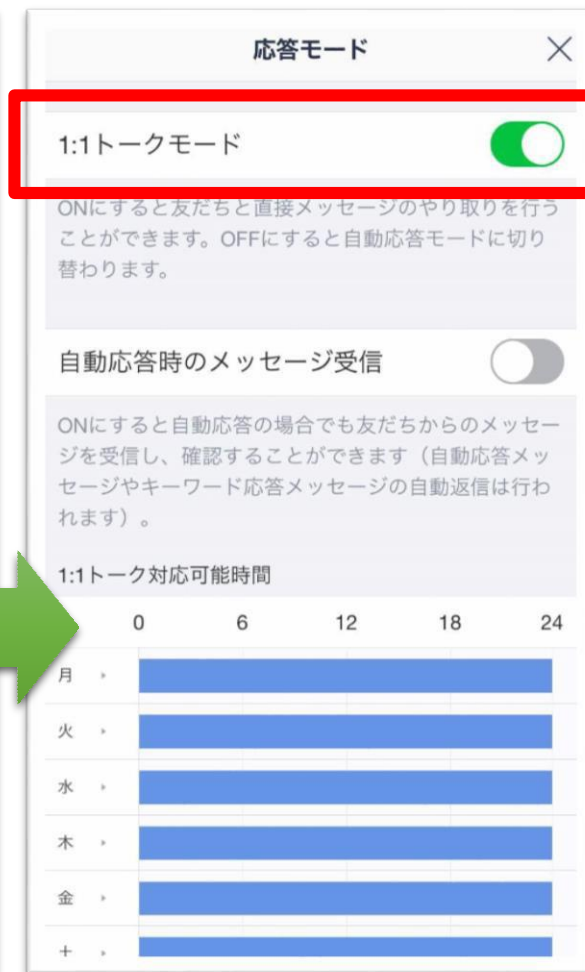 応答モード
1:1トークモード
ONにすると友だちと直接メッセージのやり取りを行う
ことができます。OFFにすると自動応答モードに切り
替わります。
自動応答時のメッセージ受信
ONにすると自動応答の場合でも友だちからのメッセー
ジを受信し、確認することができます（自動応答メッ
セージやキーワード応答メッセージの自動返信は行わ
れます）。
1:1トーク対応可能時間
0 6 12 18 24
月
火
水
木
金